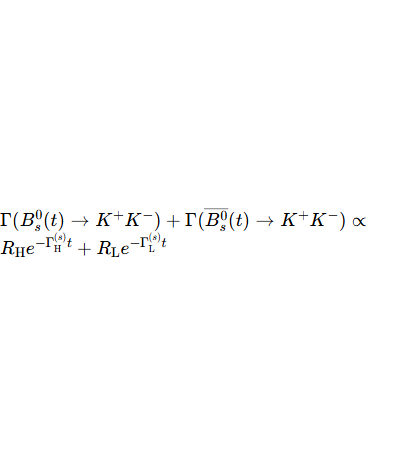 Γ(B_s^0(t) → K^+K^−) + Γ(\overline{B_s^0}(t) → K^+K^−) ∝
R_H e^{−Γ_H^{(s)}t} + R_L e^{−Γ_L^{(s)}t}